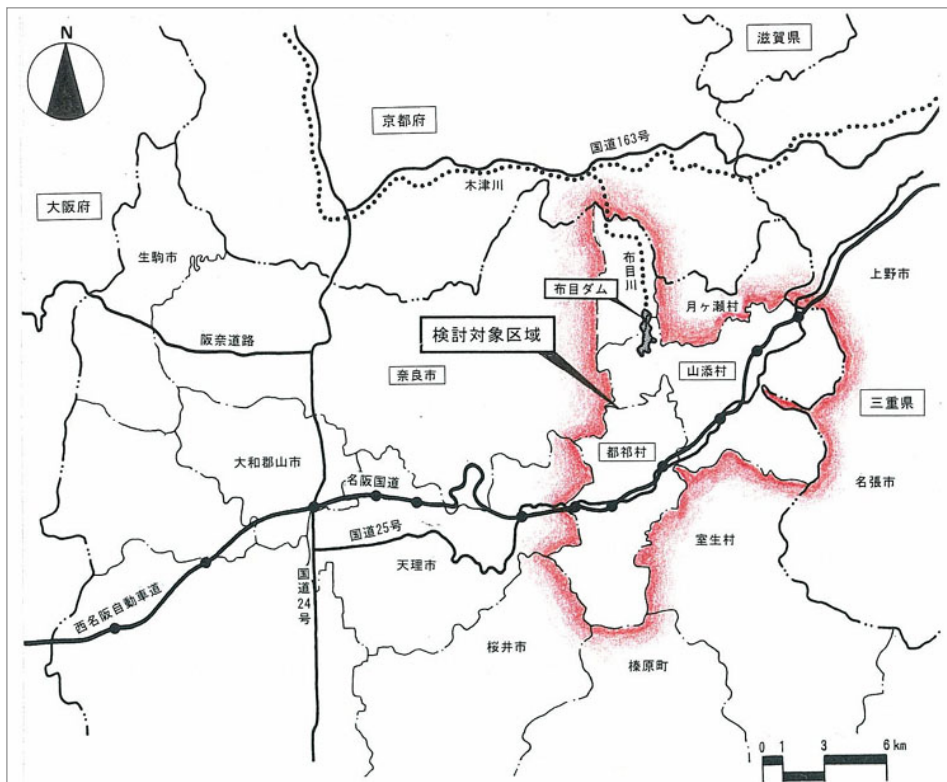 N
滋賀県
京都府
国道163号
木津川
大阪府
生駒市
布目川
上野市
布目ダム
月ヶ瀬村
検討対象区域
阪奈道路
奈良市
山添村
三重県
都祁村
大和郡山市
名阪国道
名張市
国道25号
室生村
天理市
国道24号
西名阪自動車道
桜井市
榛原町
0 1 3 6 km